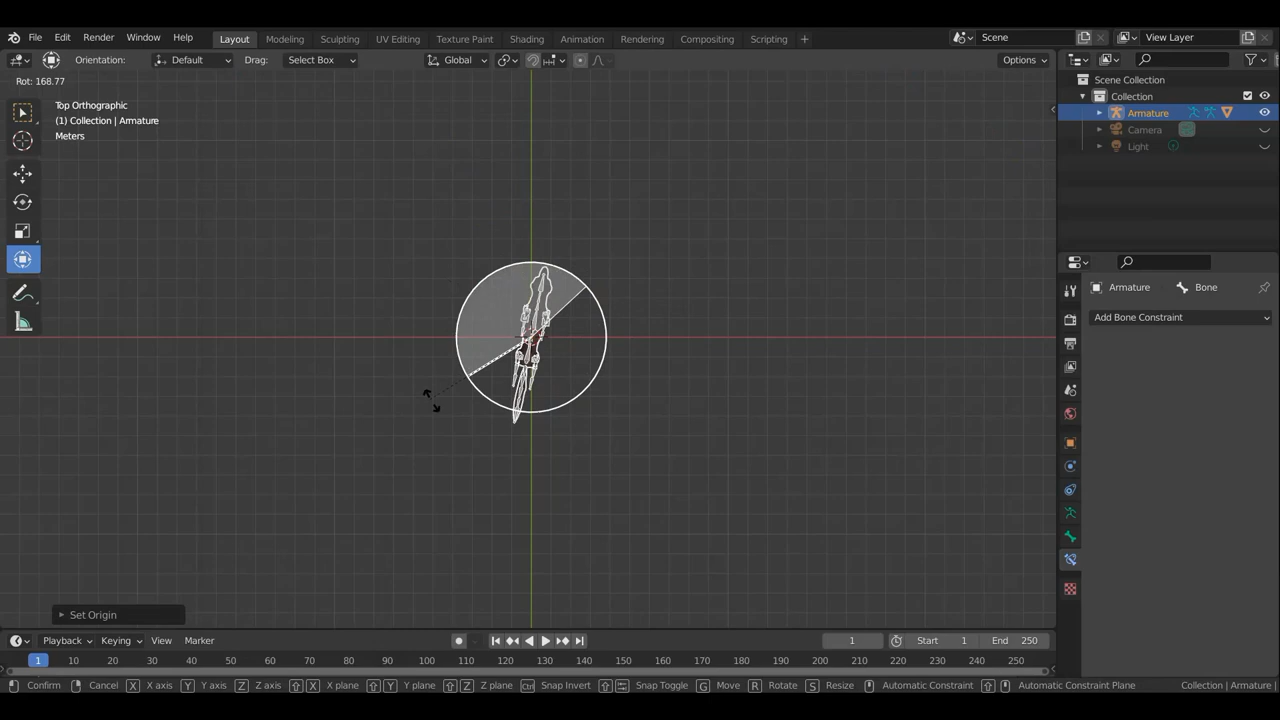 File Edit Render Window Help Layout Modeling Sculpting UV Editing Texture Paint Shading Animation Rendering Compositing Scripting + Scene View Layer
Orientation: Default Drag: Select Box Global Options
Rot: 168.77
Top Orthographic
(1) Collection | Armature
Meters
Scene Collection
Collection
Armature
Camera
Light
Armature Bone
Add Bone Constraint
Set Origin
Playback Keying View Marker 1 Start 1 End 250
1 10 20 30 40 50 60 70 80 90 100 110 120 130 140 150 160 170 180 190 200 210 220 230 240 250
Confirm Cancel X X axis Y Y axis Z Z axis X X plane Y Y plane Z Z plane Ctrl Snap Invert Snap Toggle G Move R Rotate S Resize Automatic Constraint Automatic Constraint Plane Collection | Armature |